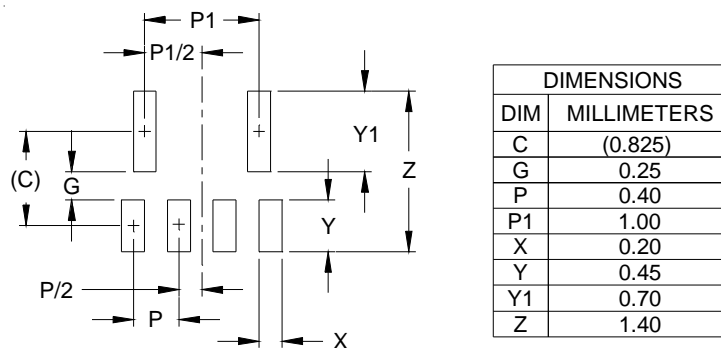 P1
P1/2
Y1
Z
(C)
G
Y
P/2
P
X
DIMENSIONS
DIM MILLIMETERS
C (0.825)
G 0.25
P 0.40
P1 1.00
X 0.20
Y 0.45
Y1 0.70
Z 1.40